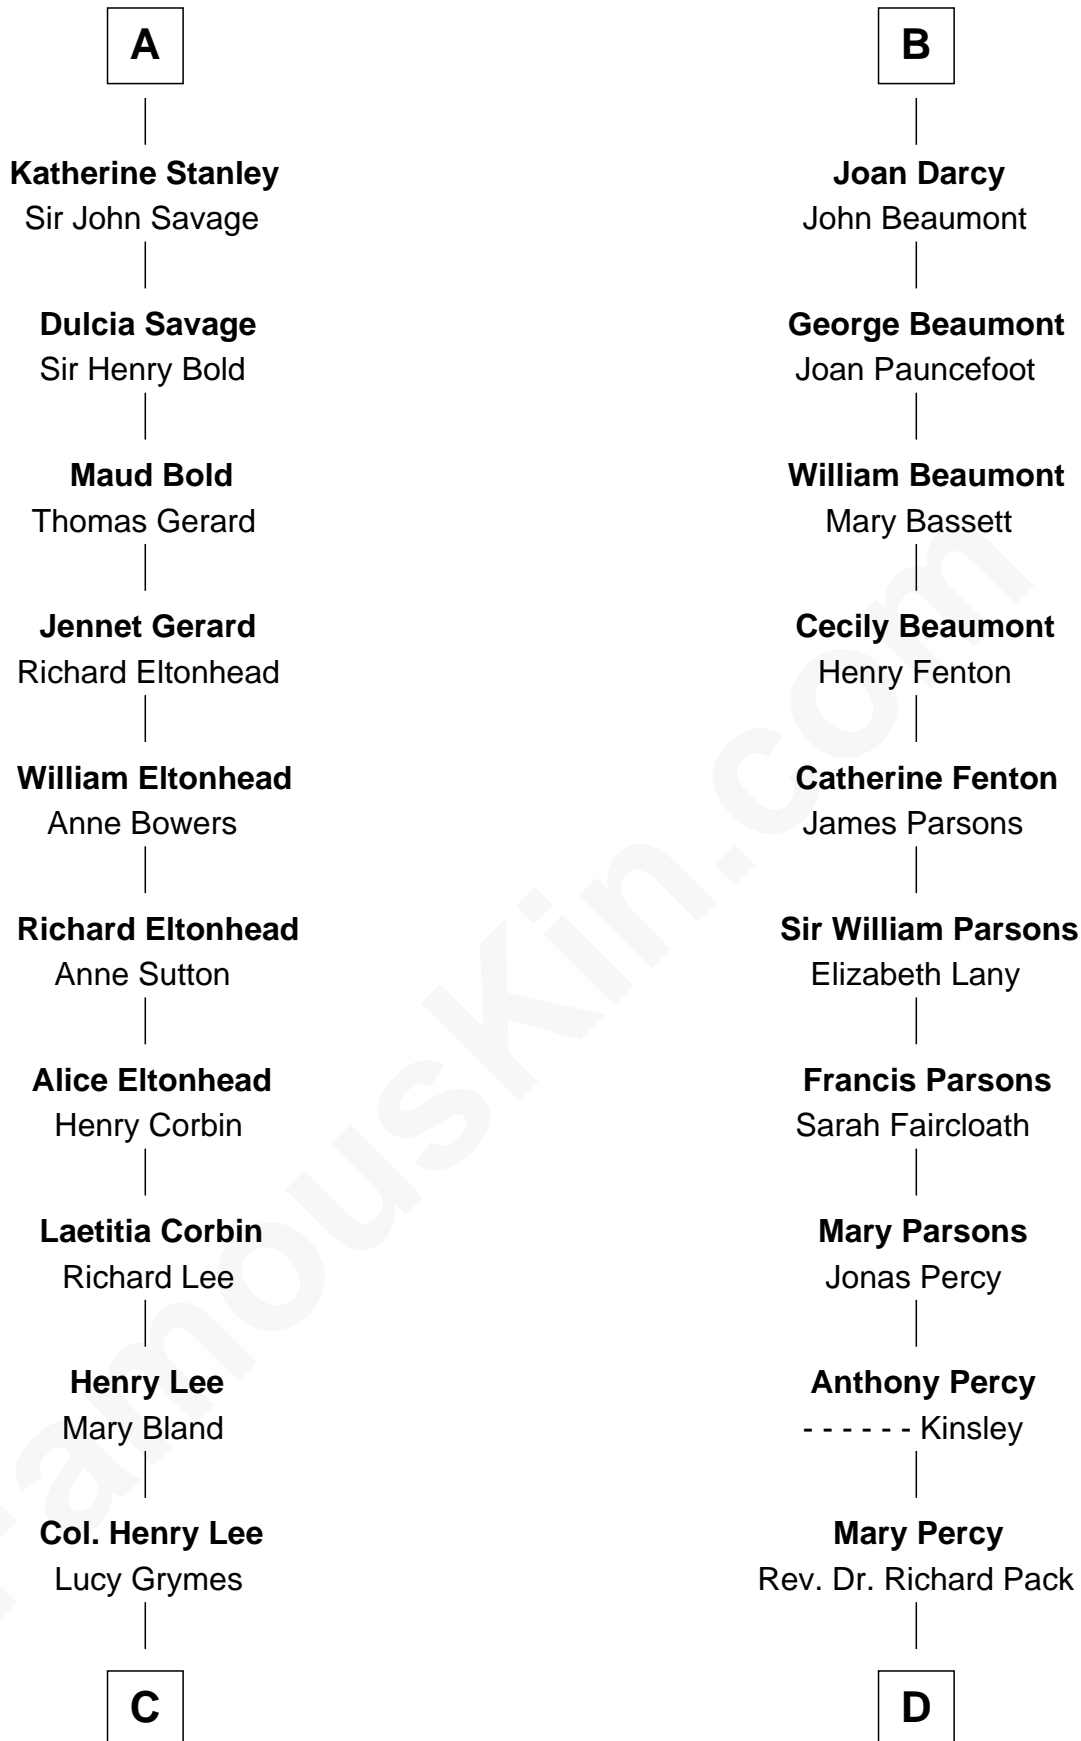 A
Katherine Stanley
Sir John Savage
Dulcia Savage
Sir Henry Bold
Maud Bold
Thomas Gerard
Jennet Gerard
Richard Eltonhead
William Eltonhead
Anne Bowers
Richard Eltonhead
Anne Sutton
Alice Eltonhead
Henry Corbin
Laetitia Corbin
Richard Lee
Henry Lee
Mary Bland
Col. Henry Lee
Lucy Grymes
C
B
Joan Darcy
John Beaumont
George Beaumont
Joan Pauncefoot
William Beaumont
Mary Bassett
Cecily Beaumont
Henry Fenton
Catherine Fenton
James Parsons
Sir William Parsons
Elizabeth Lany
Francis Parsons
Sarah Faircloath
Mary Parsons
Jonas Percy
Anthony Percy
- - - - - - Kinsley
Mary Percy
Rev. Dr. Richard Pack
D
FamousKin.com